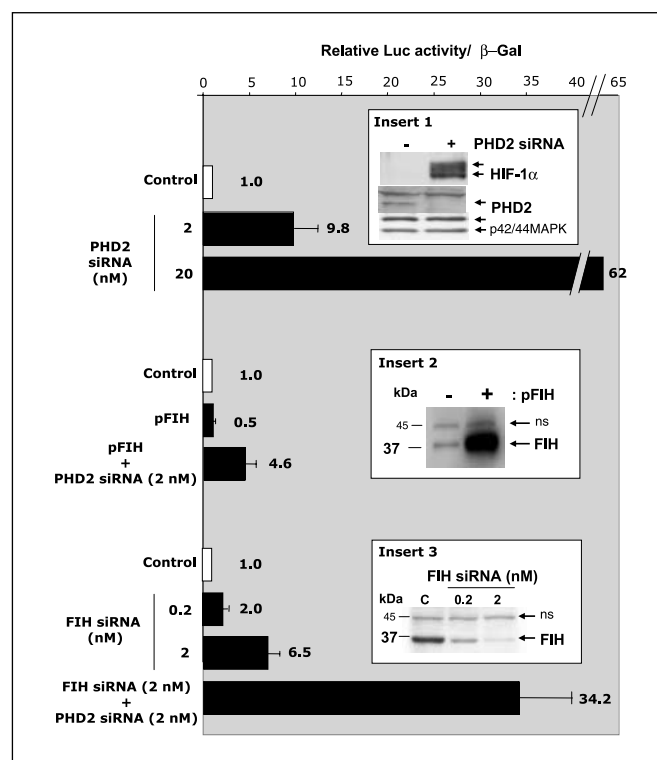 Relative Luc activity/ β–Gal
0 5 10 15 20 25 30 35 40 65
Insert 1
- + PHD2 siRNA
HIF-1α
PHD2
p42/44MAPK
Control 1.0
PHD2
siRNA
(nM)
2 9.8
20 62
Control 1.0
pFIH 0.5
pFIH
+
PHD2 siRNA (2 nM)
4.6
Insert 2
kDa - + : pFIH
45 ns
37 FIH
Control 1.0
FIH siRNA
(nM)
0.2 2.0
2 6.5
FIH siRNA (2 nM)
+
PHD2 siRNA (2 nM)
34.2
Insert 3
FIH siRNA (nM)
kDa C 0.2 2
45 ns
37 FIH